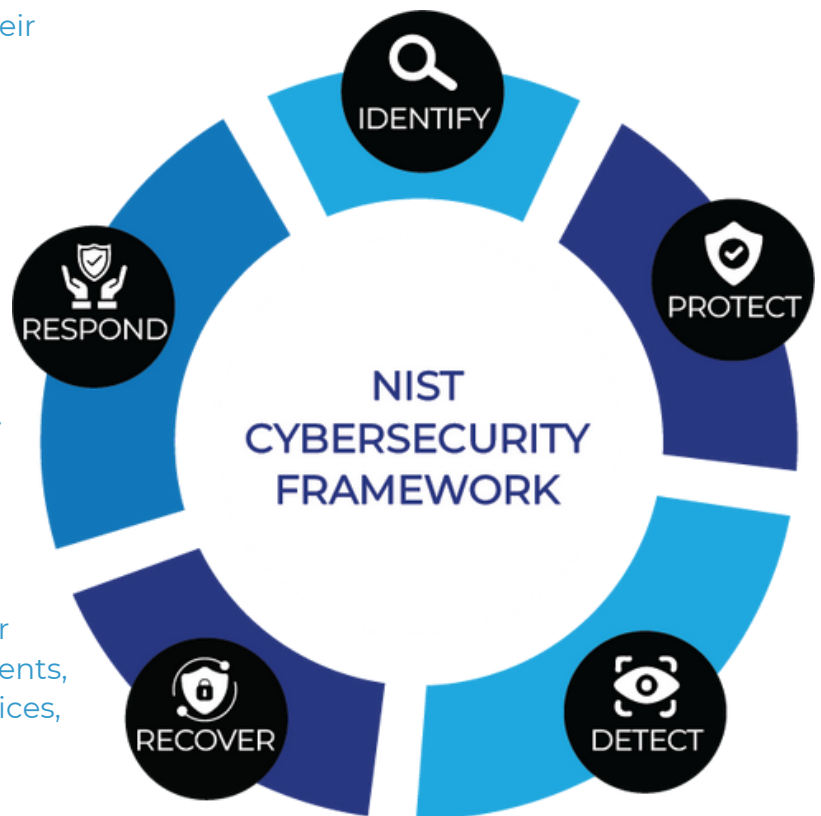 eir
IDENTIFY
PROTECT
RESPOND
NIST
CYBERSECURITY
FRAMEWORK
r
ents,
ices,
RECOVER
DETECT